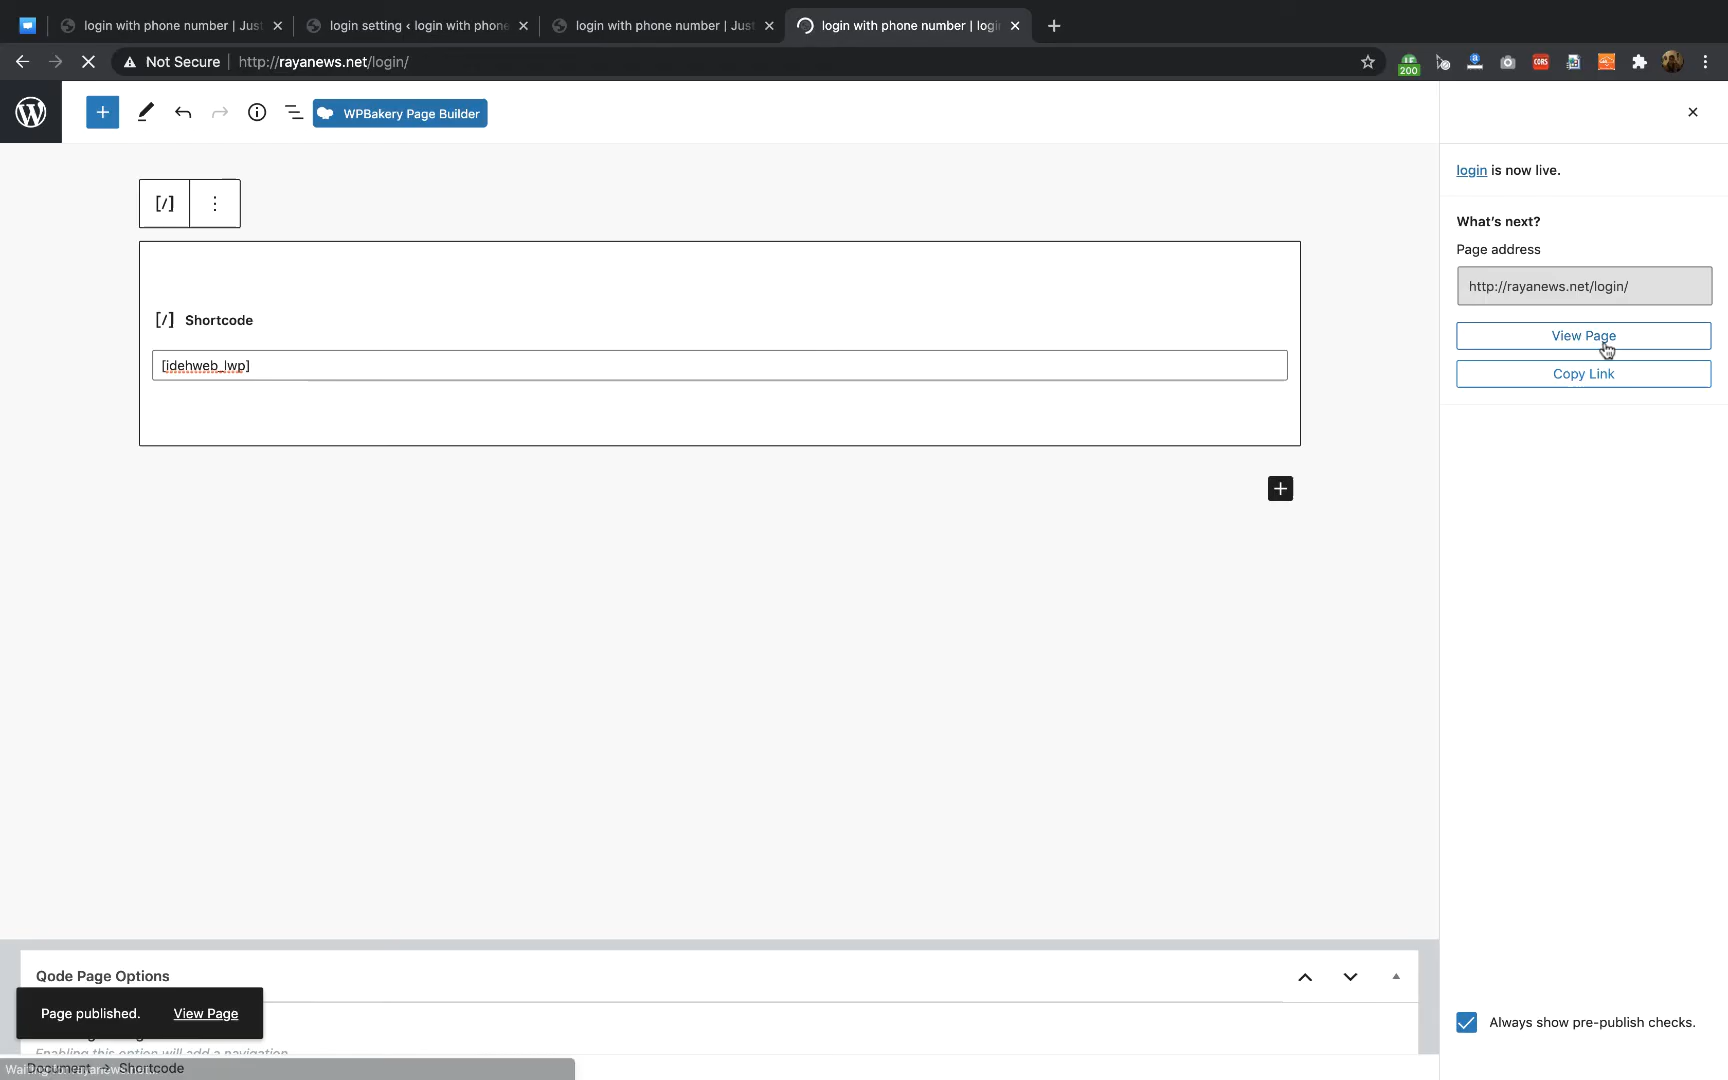 login with phone number | Just
login setting ‹ login with phone
login with phone number | Just
login with phone number | logi
Not Secure
http://rayanews.net/login/
200
CORS
WPBakery Page Builder
login is now live.
What's next?
Page address
http://rayanews.net/login/
View Page
Copy Link
[/]
[/] Shortcode
[idehweb_lwp]
Qode Page Options
Page published. View Page
Enabling this option will add a navigation
Document → Shortcode
Always show pre-publish checks.